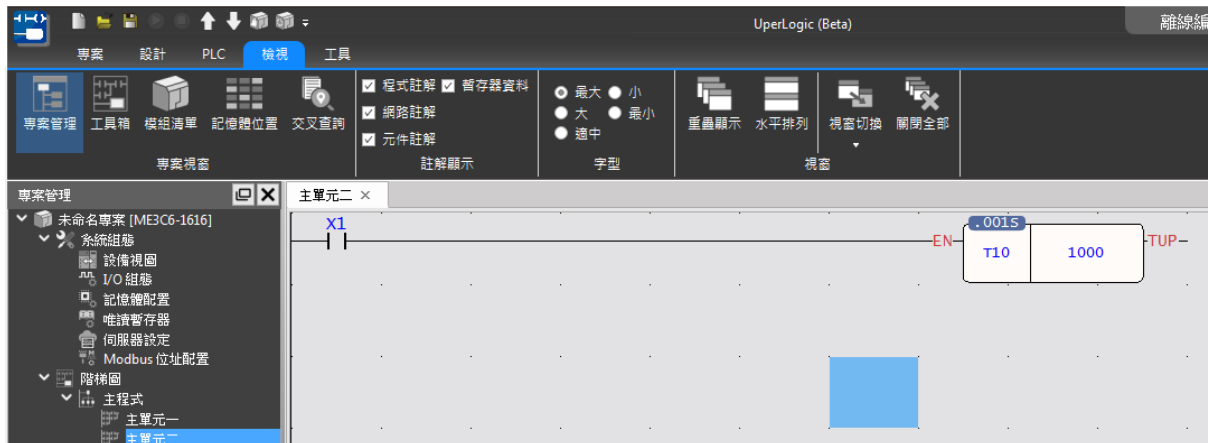 UperLogic (Beta)
離線編
專案 設計 PLC 檢視 工具
專案管理 工具箱 模組清單 記憶體位置 交叉查詢
專案視窗
程式註解 暫存器資料
網路註解
元件註解
註解顯示
最大 小
大 最小
適中
字型
重疊顯示 水平排列 視窗切換 關閉全部
視窗
專案管理
未命名專案 [ME3C6-1616]
系統組態
設備視圖
I/O 組態
記憶體配置
唯讀暫存器
伺服器設定
Modbus 位址配置
階梯圖
主程式
主單元一
主單元二
主單元二 ×
X1
EN
.001S
T10 1000
TUP